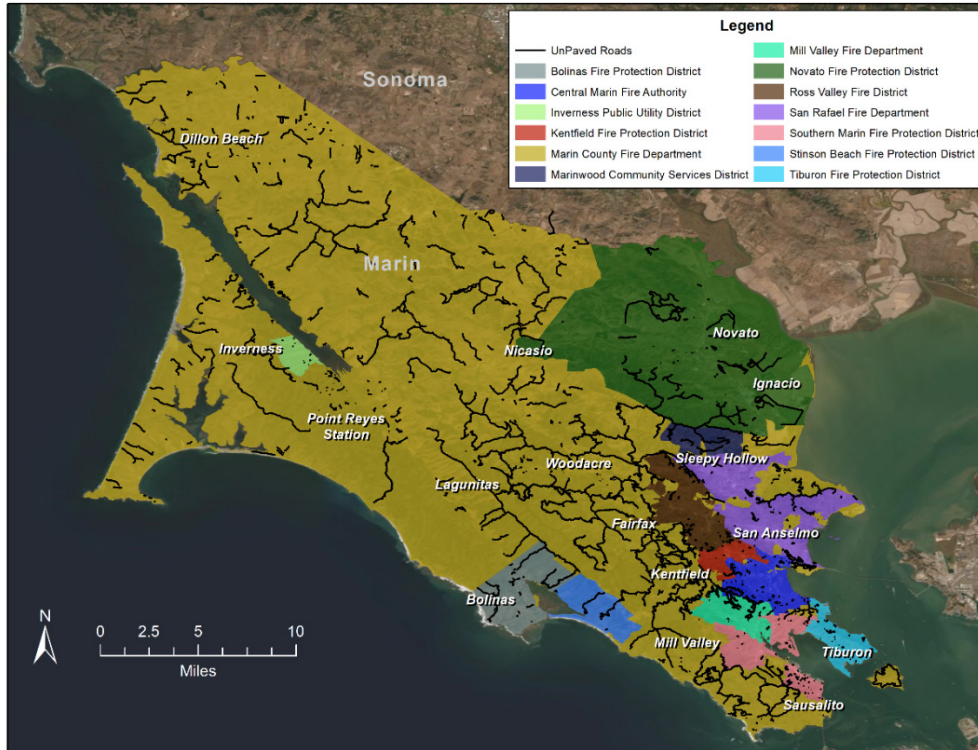 Legend
UnPaved Roads
Bolinas Fire Protection District
Central Marin Fire Authority
Inverness Public Utility District
Kentfield Fire Protection District
Marin County Fire Department
Marinwood Community Services District
Mill Valley Fire Department
Novato Fire Protection District
Ross Valley Fire District
San Rafael Fire Department
Southern Marin Fire Protection District
Stinson Beach Fire Protection District
Tiburon Fire Protection District
Sonoma
Dillon Beach
Marin
Novato
Inverness
Nicasio
Ignacio
Point Reyes
Station
Woodacre
Sleepy Hollow
Lagunitas
Fairfax
San Anselmo
Kentfield
Bolinas
Mill Valley
Tiburon
Sausalito
N
0 2.5 5 10
Miles